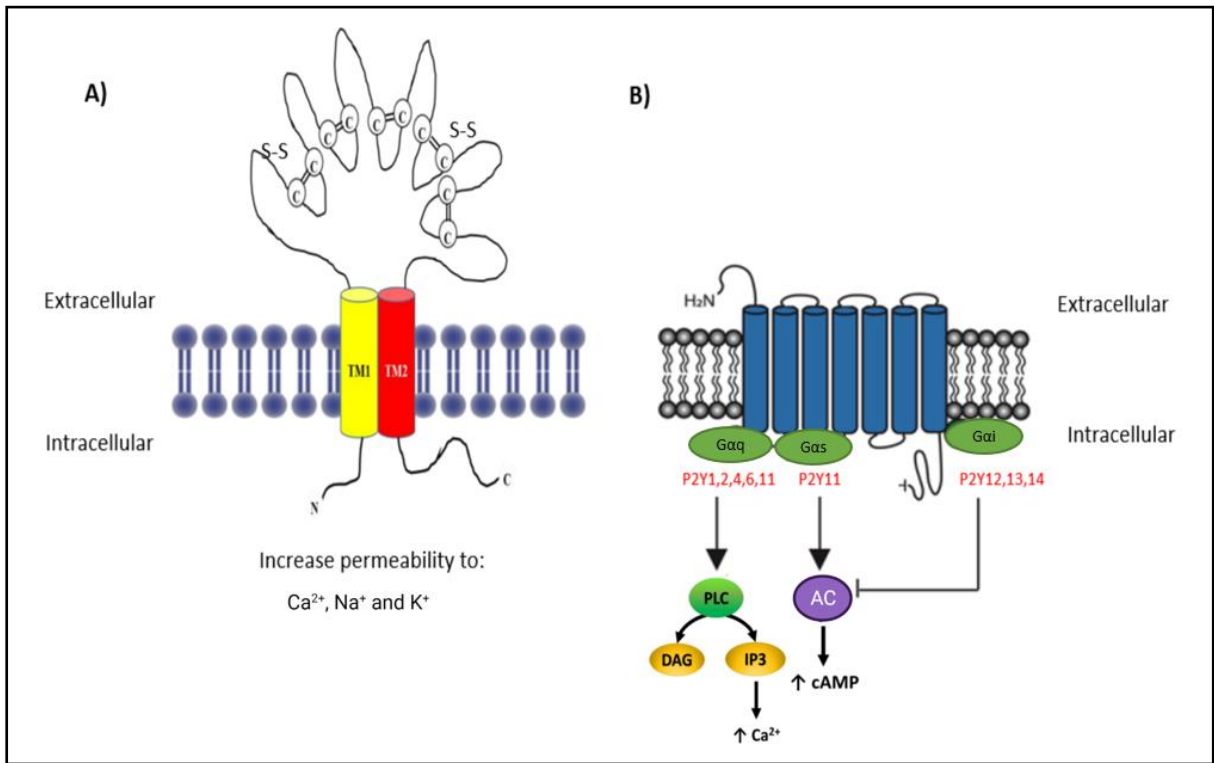 A)
S-S
S-S
C
C
C
C
C
C
C
C
C
C
Extracellular
TM1
TM2
Intracellular
N
C
Increase permeability to:
Ca²⁺, Na⁺ and K⁺
B)
H₂N
Extracellular
Gαq
Gαs
Gαi
Intracellular
P2Y1,2,4,6,11
P2Y11
P2Y12,13,14
PLC
AC
DAG
IP3
↑ cAMP
↑ Ca²⁺